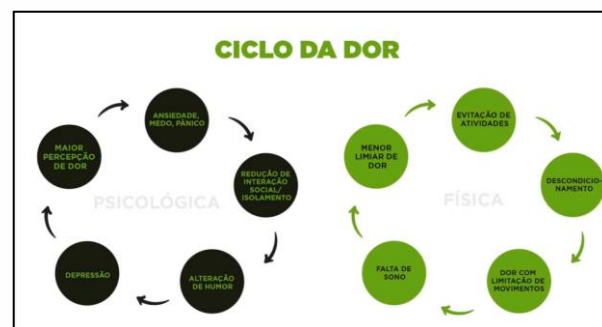 CICLO DA DOR
ANSIEDADE,
MEDO, PÂNICO
REDUÇÃO DE
INTERAÇÃO
SOCIAL/
ISOLAMENTO
ALTERAÇÃO
DE HUMOR
DEPRESSÃO
MAIOR
PERCEPÇÃO
DE DOR
PSICOLÓGICA
EVITAÇÃO DE
ATIVIDADES
DESCONDICIO-
NAMENTO
DOR COM
LIMITAÇÃO DE
MOVIMENTOS
FALTA DE
SONO
MENOR
LIMIAR DE
DOR
FÍSICA